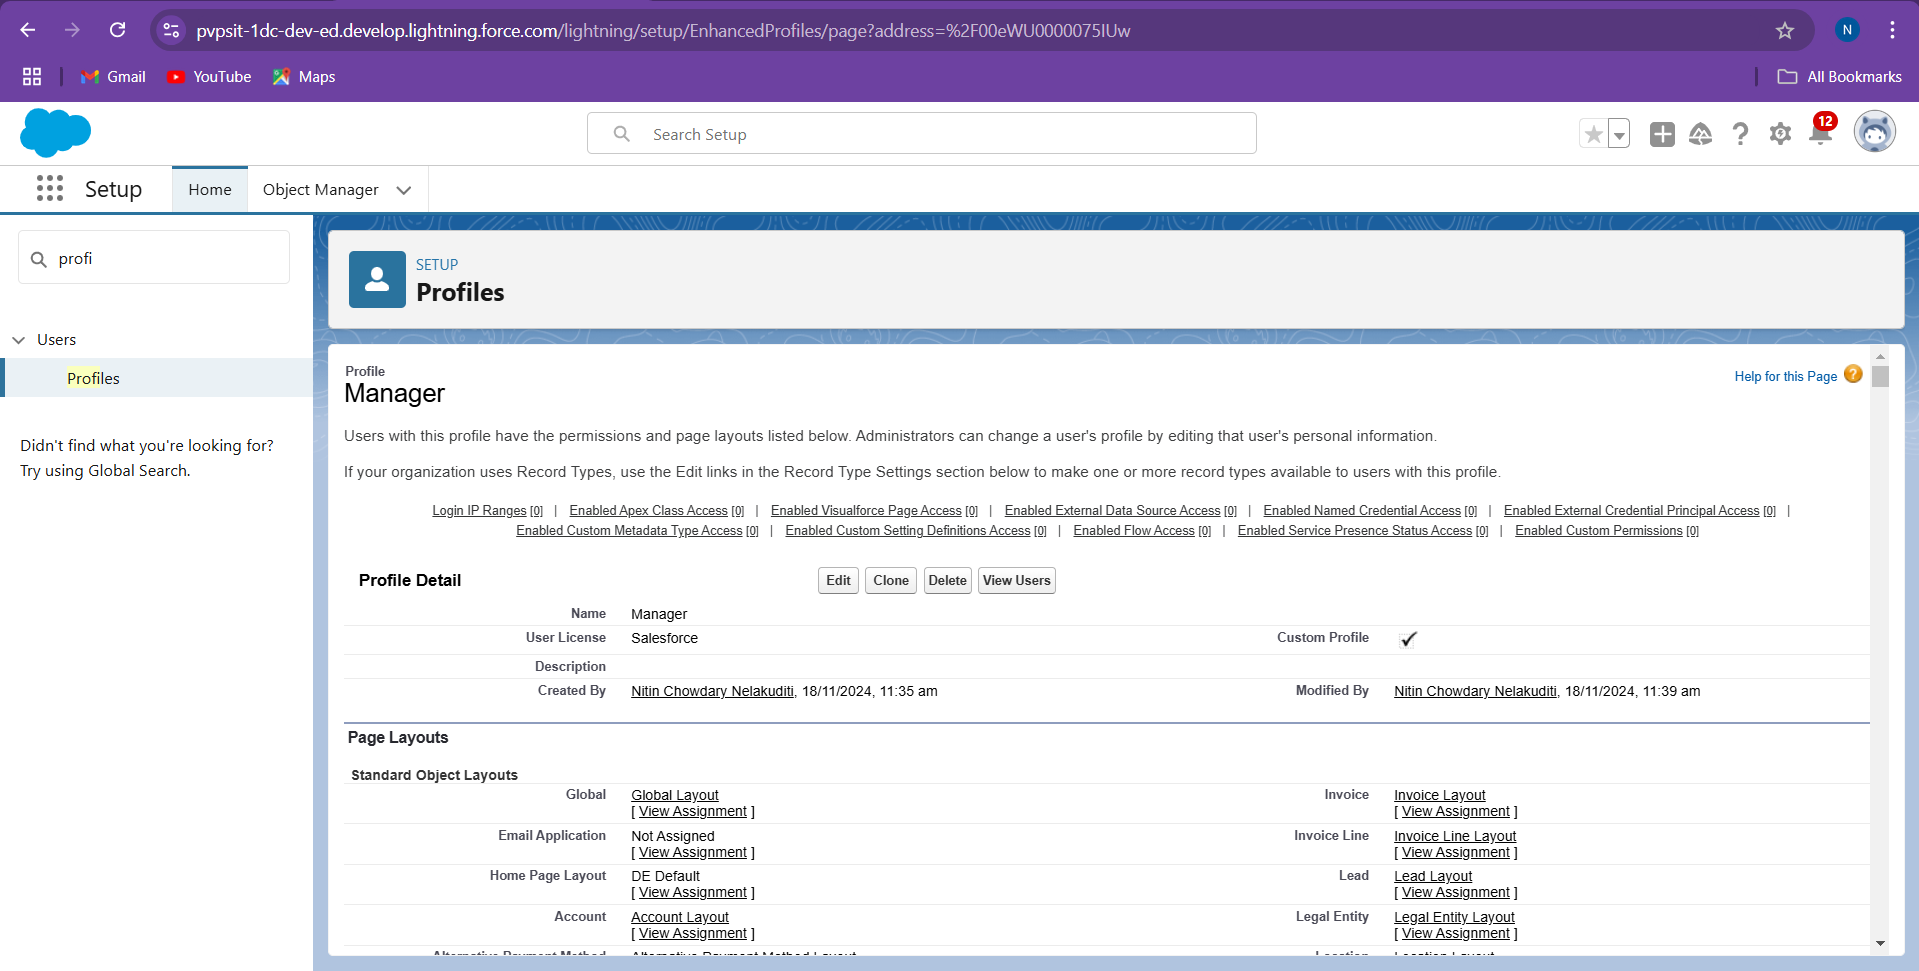 pvpsit-1dc-dev-ed.develop.lightning.force.com/lightning/setup/EnhancedProfiles/page?address=%2F00eWU0000075IUw
N
Gmail YouTube Maps All Bookmarks
Search Setup
12
Setup Home Object Manager
profi
Users
Profiles
Didn't find what you're looking for?
Try using Global Search.
SETUP
Profiles
Profile
Manager
Help for this Page ?
Users with this profile have the permissions and page layouts listed below. Administrators can change a user's profile by editing that user's personal information.
If your organization uses Record Types, use the Edit links in the Record Type Settings section below to make one or more record types available to users with this profile.
Login IP Ranges [0] | Enabled Apex Class Access [0] | Enabled Visualforce Page Access [0] | Enabled External Data Source Access [0] | Enabled Named Credential Access [0] | Enabled External Credential Principal Access [0] |
Enabled Custom Metadata Type Access [0] | Enabled Custom Setting Definitions Access [0] | Enabled Flow Access [0] | Enabled Service Presence Status Access [0] | Enabled Custom Permissions [0]
Profile Detail Edit Clone Delete View Users
Name Manager
User License Salesforce Custom Profile
Description
Created By Nitin Chowdary Nelakuditi, 18/11/2024, 11:35 am Modified By Nitin Chowdary Nelakuditi, 18/11/2024, 11:39 am
Page Layouts
Standard Object Layouts
Global Global Layout Invoice Invoice Layout
[ View Assignment ] [ View Assignment ]
Email Application Not Assigned Invoice Line Invoice Line Layout
[ View Assignment ] [ View Assignment ]
Home Page Layout DE Default Lead Lead Layout
[ View Assignment ] [ View Assignment ]
Account Account Layout Legal Entity Legal Entity Layout
[ View Assignment ] [ View Assignment ]
Alternative Payment Method Alternative Payment Method Layout Location Location Layout